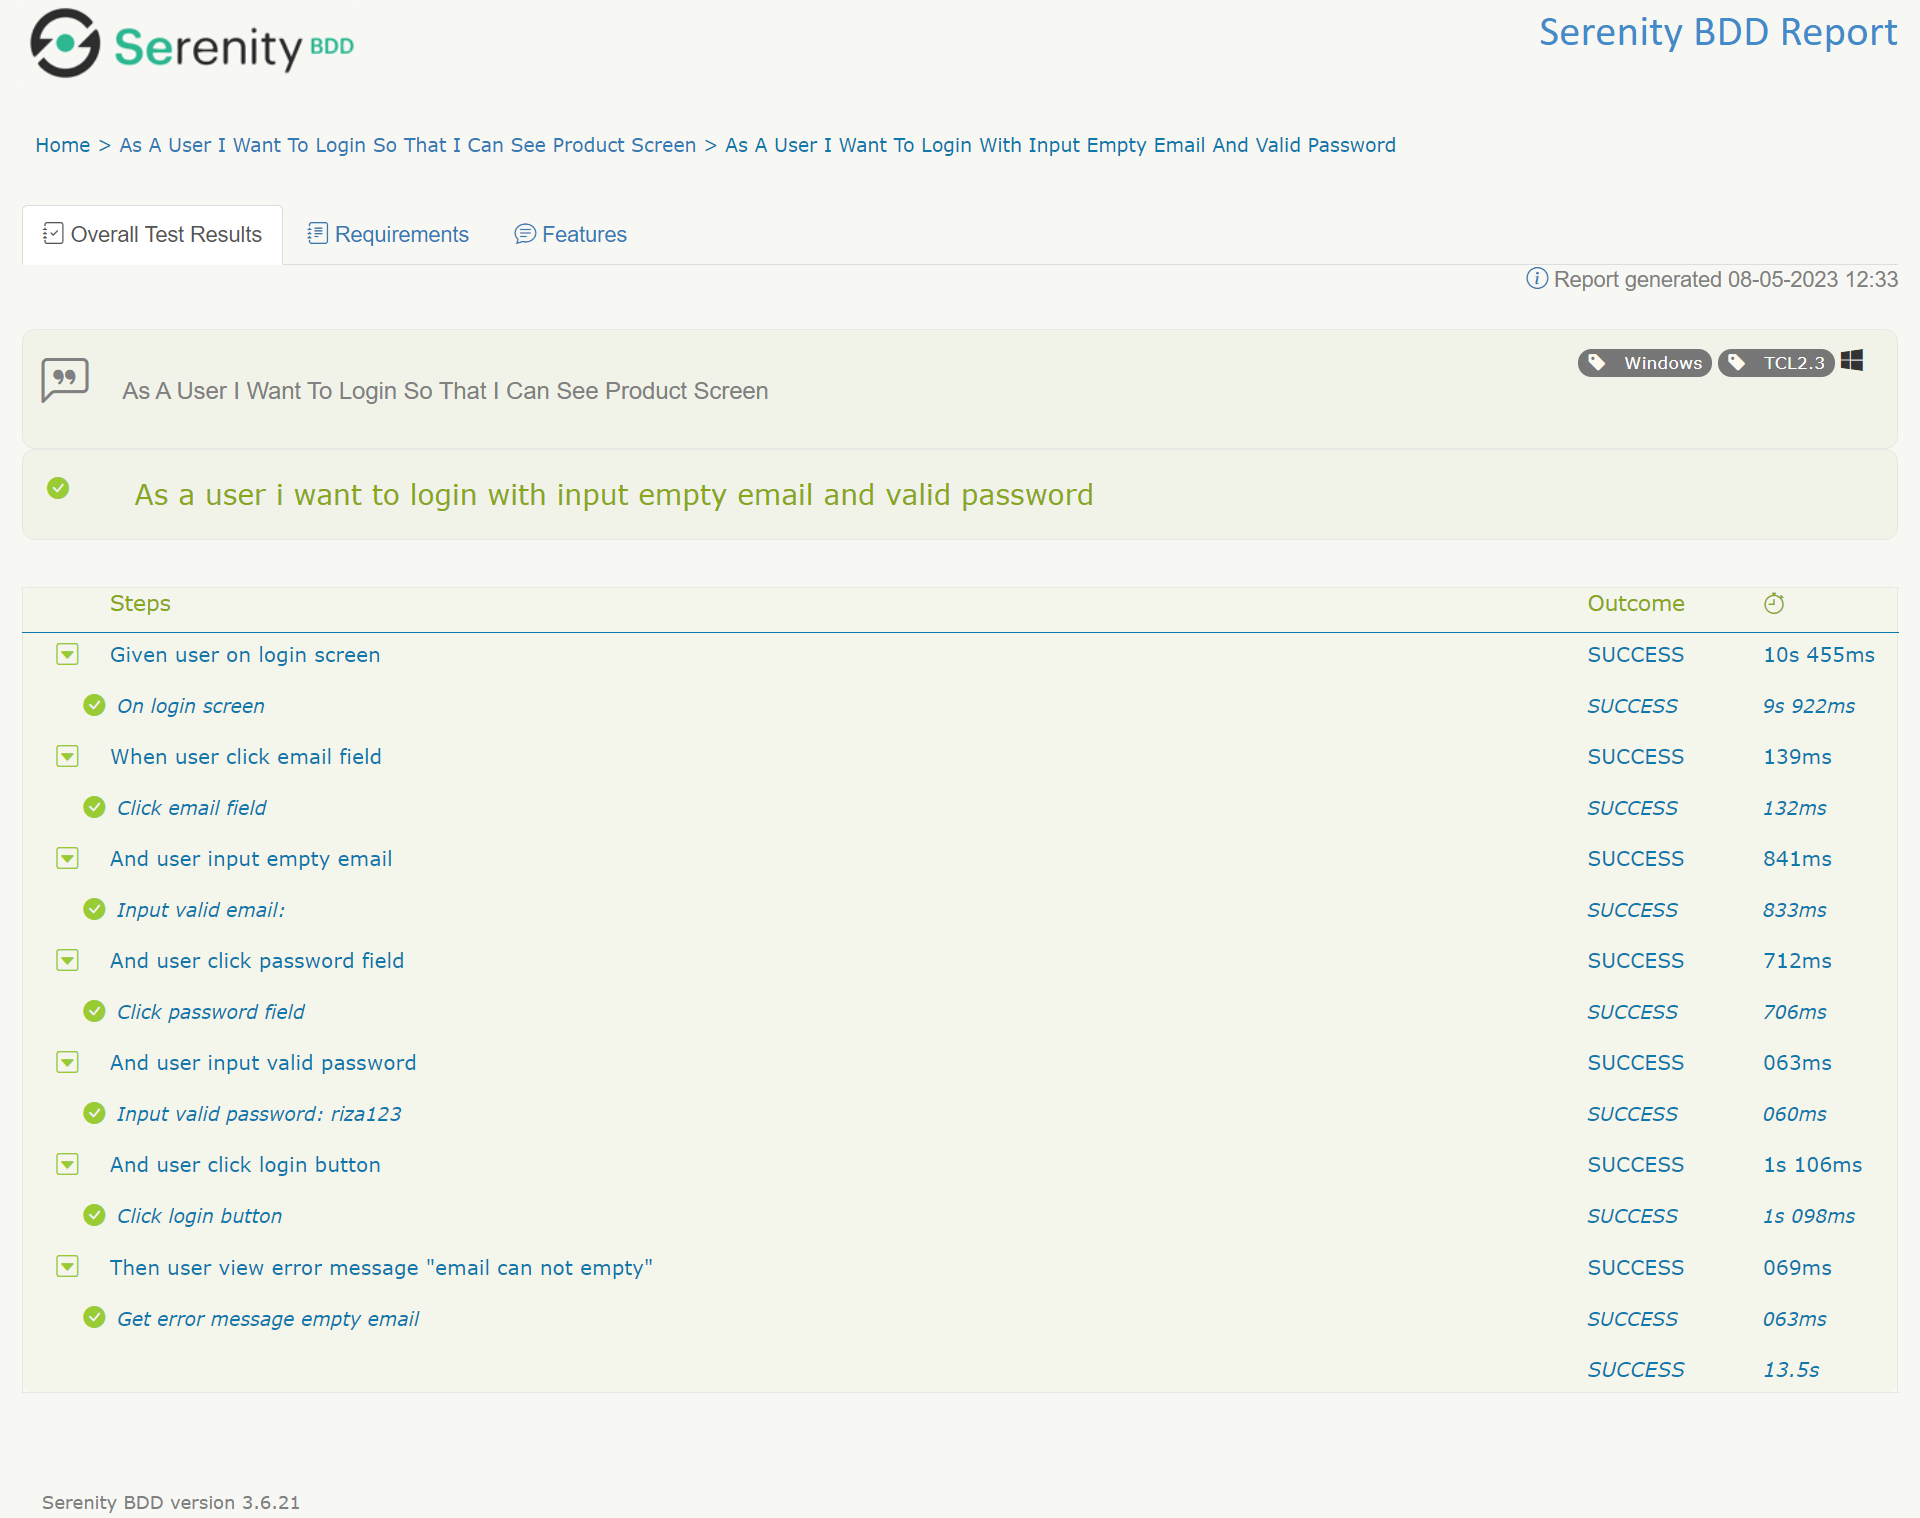 Serenity BDD
Serenity BDD Report
Home > As A User I Want To Login So That I Can See Product Screen > As A User I Want To Login With Input Empty Email And Valid Password
Overall Test Results Requirements Features
Report generated 08-05-2023 12:33
Windows TCL2.3
As A User I Want To Login So That I Can See Product Screen
As a user i want to login with input empty email and valid password
Steps Outcome
Given user on login screen SUCCESS 10s 455ms
On login screen SUCCESS 9s 922ms
When user click email field SUCCESS 139ms
Click email field SUCCESS 132ms
And user input empty email SUCCESS 841ms
Input valid email: SUCCESS 833ms
And user click password field SUCCESS 712ms
Click password field SUCCESS 706ms
And user input valid password SUCCESS 063ms
Input valid password: riza123 SUCCESS 060ms
And user click login button SUCCESS 1s 106ms
Click login button SUCCESS 1s 098ms
Then user view error message "email can not empty" SUCCESS 069ms
Get error message empty email SUCCESS 063ms
SUCCESS 13.5s
Serenity BDD version 3.6.21